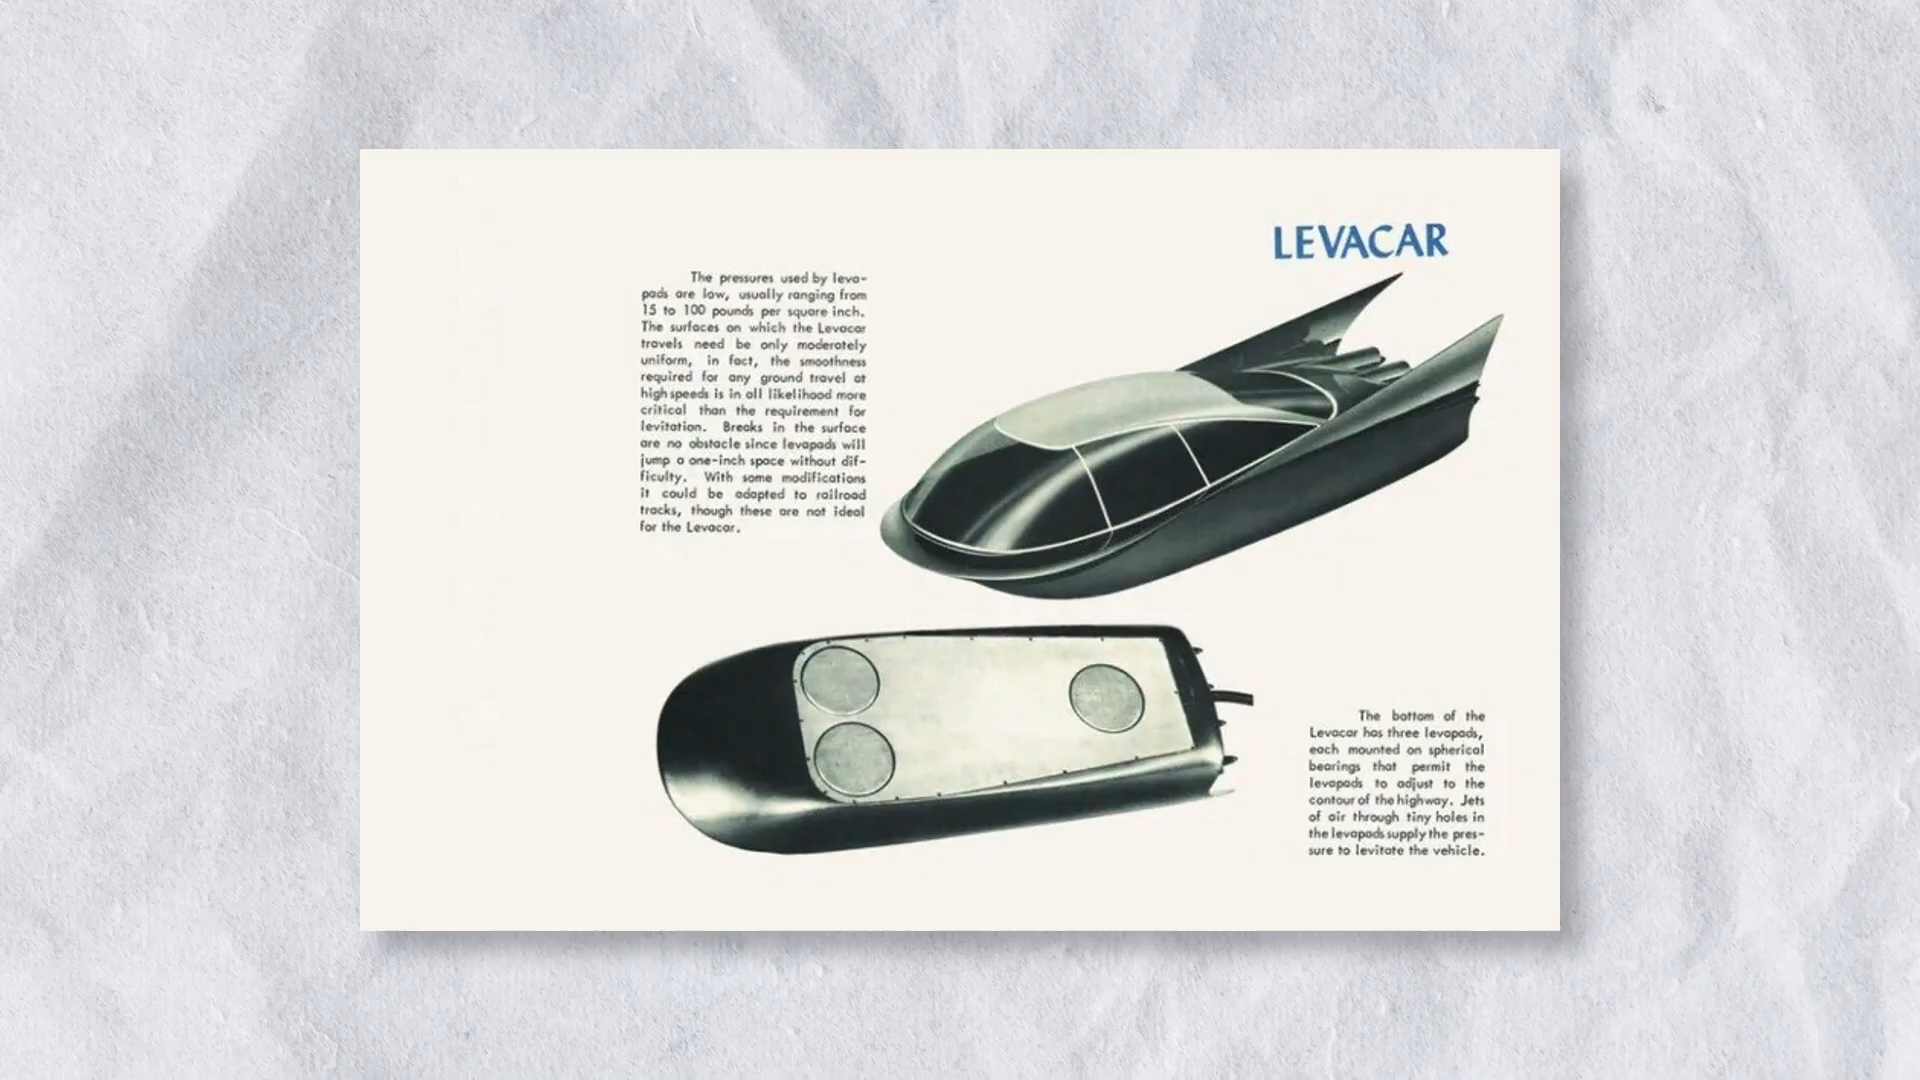 LEVACAR
The pressures used by leva-
pads are low, usually ranging from
15 to 100 pounds per square inch.
The surfaces on which the Levacar
travels need be only moderately
uniform, in fact, the smoothness
required for any ground travel at
high speeds is in all likelihood more
critical than the requirement for
levitation. Breaks in the surface
are no obstacle since levapads will
jump a one-inch space without dif-
ficulty. With some modifications
it could be adapted to railroad
tracks, though these are not ideal
for the Levacar.
The bottom of the
Levacar has three levapads,
each mounted on spherical
bearings that permit the
levapads to adjust to the
contour of the highway. Jets
of air through tiny holes in
the levapads supply the pres-
sure to levitate the vehicle.